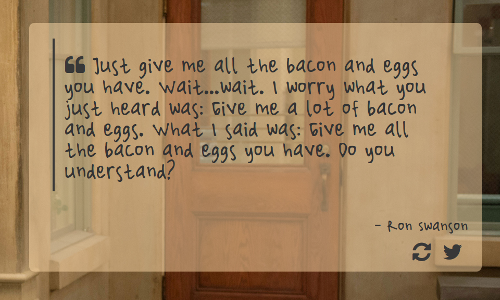 ❝ Just give me all the bacon and eggs
you have. Wait...wait. I worry what you
just heard was: Give me a lot of bacon
and eggs. What I said was: Give me all
the bacon and eggs you have. Do you
understand?
- Ron Swanson